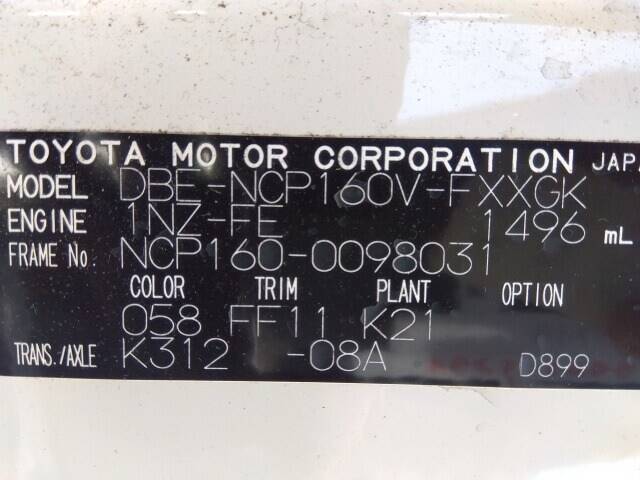 TOYOTA MOTOR CORPORATION JAPA
MODEL DBE-NCP160V-FXXGK
ENGINE 1NZ-FE 1496 mL
FRAME No. NCP160-0098031
COLOR TRIM PLANT OPTION
058 FF11 K21
TRANS./AXLE K312 -08A D899